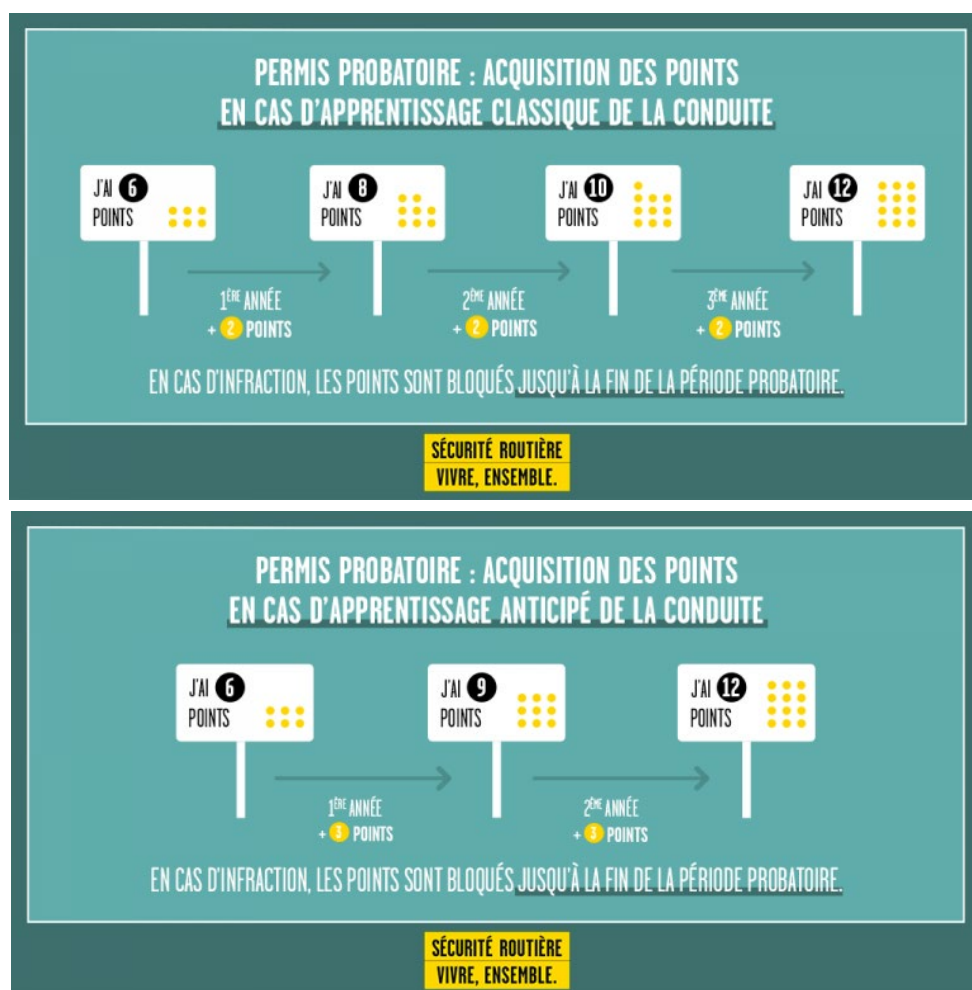 PERMIS PROBATOIRE : ACQUISITION DES POINTS
EN CAS D'APPRENTISSAGE CLASSIQUE DE LA CONDUITE
J'AI 6
POINTS
J'AI 8
POINTS
J'AI 10
POINTS
J'AI 12
POINTS
1ÈRE ANNÉE
+ 2 POINTS
2ÈME ANNÉE
+ 2 POINTS
3ÈME ANNÉE
+ 2 POINTS
EN CAS D'INFRACTION, LES POINTS SONT BLOQUÉS JUSQU'À LA FIN DE LA PÉRIODE PROBATOIRE.
SÉCURITÉ ROUTIÈRE
VIVRE, ENSEMBLE.
PERMIS PROBATOIRE : ACQUISITION DES POINTS
EN CAS D'APPRENTISSAGE ANTICIPÉ DE LA CONDUITE
J'AI 6
POINTS
J'AI 9
POINTS
J'AI 12
POINTS
1ÈRE ANNÉE
+ 3 POINTS
2ÈME ANNÉE
+ 3 POINTS
EN CAS D'INFRACTION, LES POINTS SONT BLOQUÉS JUSQU'À LA FIN DE LA PÉRIODE PROBATOIRE.
SÉCURITÉ ROUTIÈRE
VIVRE, ENSEMBLE.